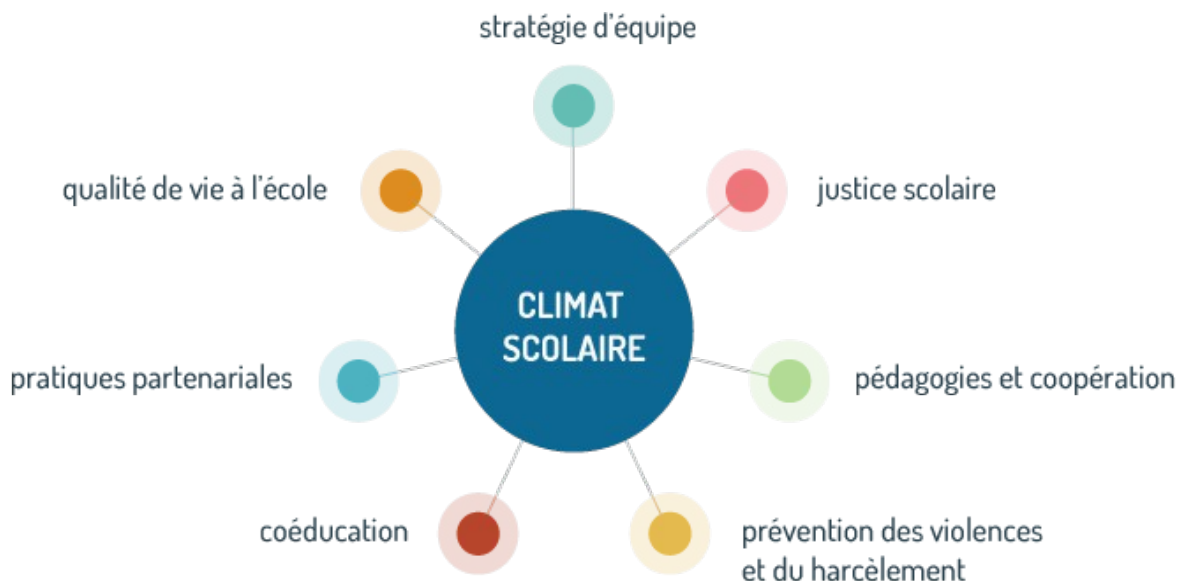 stratégie d'équipe
qualité de vie à l'école
justice scolaire
CLIMAT
SCOLAIRE
pratiques partenariales
pédagogies et coopération
coéducation
prévention des violences
et du harcèlement